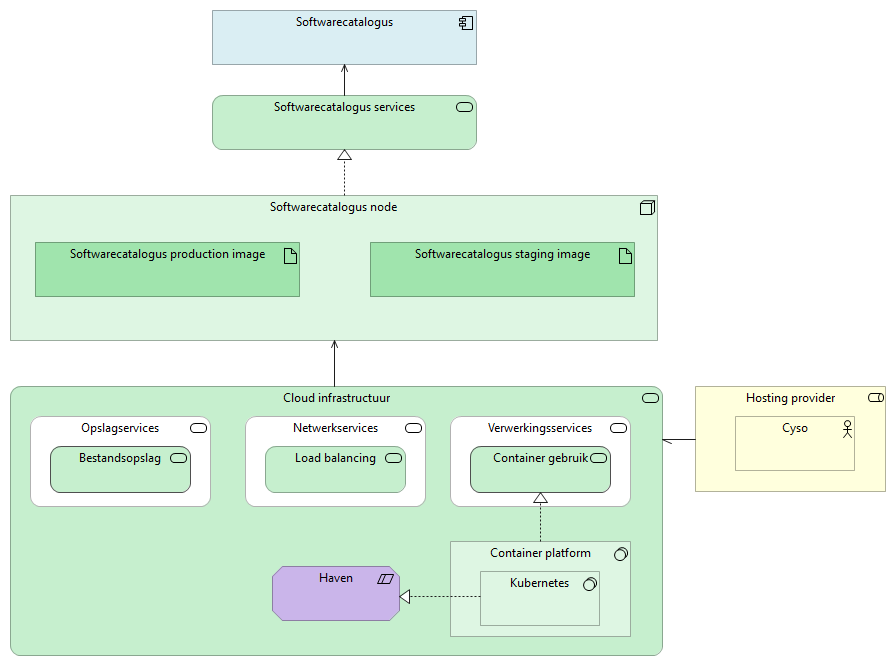 Softwarecatalogus
Softwarecatalogus services
Softwarecatalogus node
Softwarecatalogus production image
Softwarecatalogus staging image
Cloud infrastructuur
Hosting provider
Opslagservices
Netwerkservices
Verwerkingsservices
Cyso
Bestandsopslag
Load balancing
Container gebruik
Container platform
Haven
Kubernetes